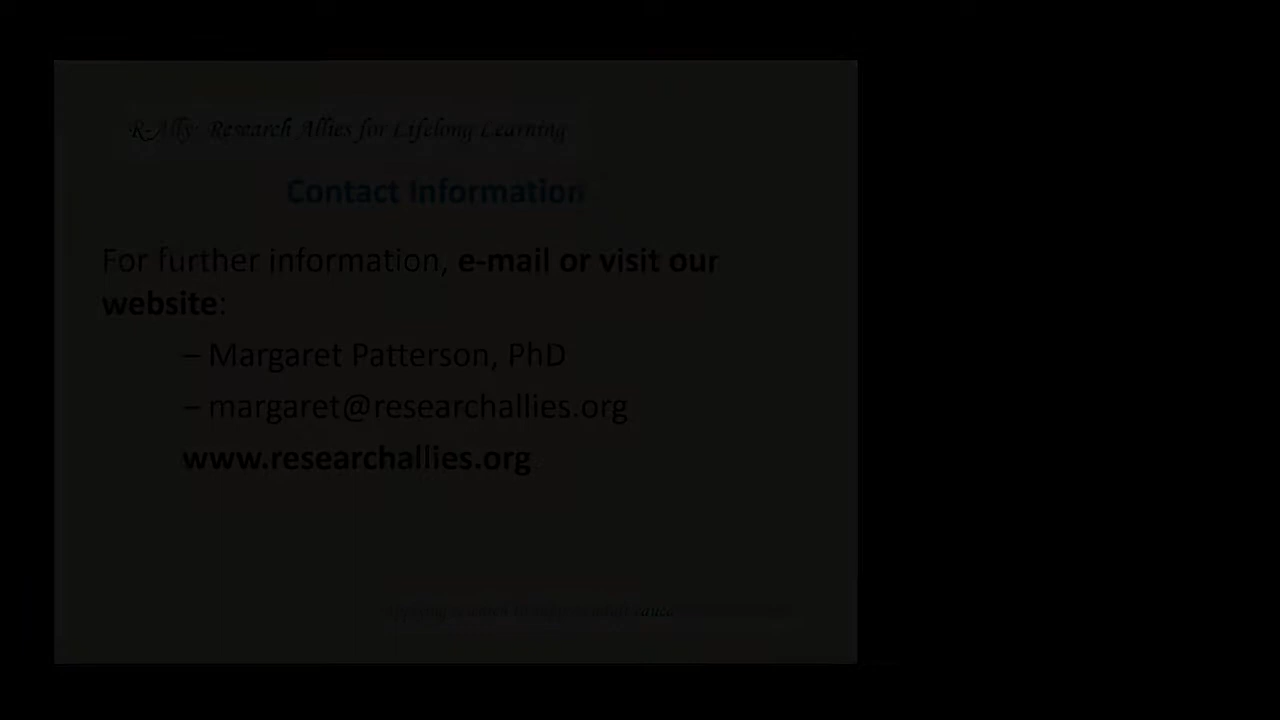 R-Ally: Research Allies for Lifelong Learning
Contact Information
For further information, e-mail or visit our
website:
– Margaret Patterson, PhD
– margaret@researchallies.org
www.researchallies.org